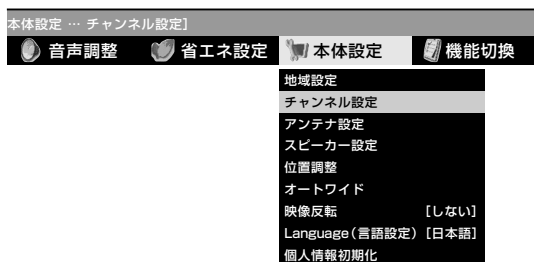 本体設定 … チャンネル設定]
音声調整 省エネ設定 本体設定 機能切換
地域設定
チャンネル設定
アンテナ設定
スピーカー設定
位置調整
オートワイド
映像反転 [しない]
Language(言語設定) [日本語]
個人情報初期化